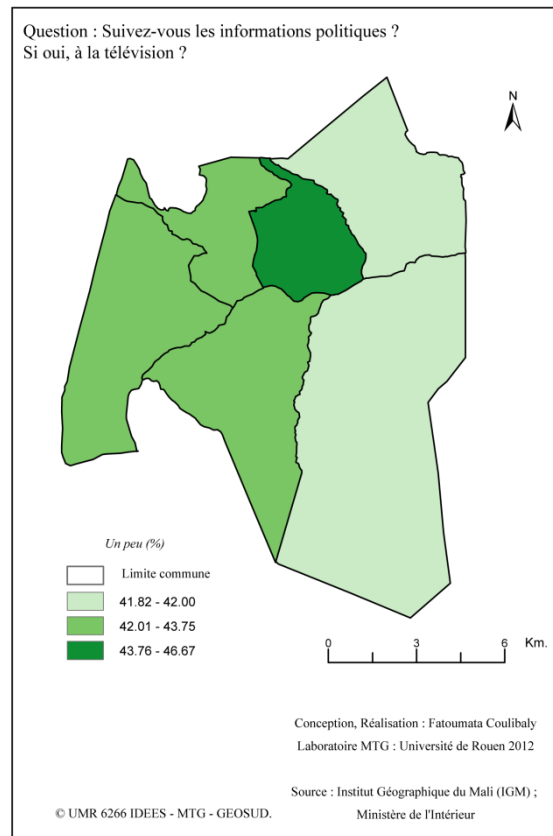 Question : Suivez-vous les informations politiques ?
Si oui, à la télévision ?
N
Un peu (%)
Limite commune
41.82 - 42.00
42.01 - 43.75
43.76 - 46.67
0 3 6 Km.
Conception, Réalisation : Fatoumata Coulibaly
Laboratoire MTG : Université de Rouen 2012
Source : Institut Géographique du Mali (IGM) ;
© UMR 6266 IDEES - MTG - GEOSUD. Ministère de l'Intérieur